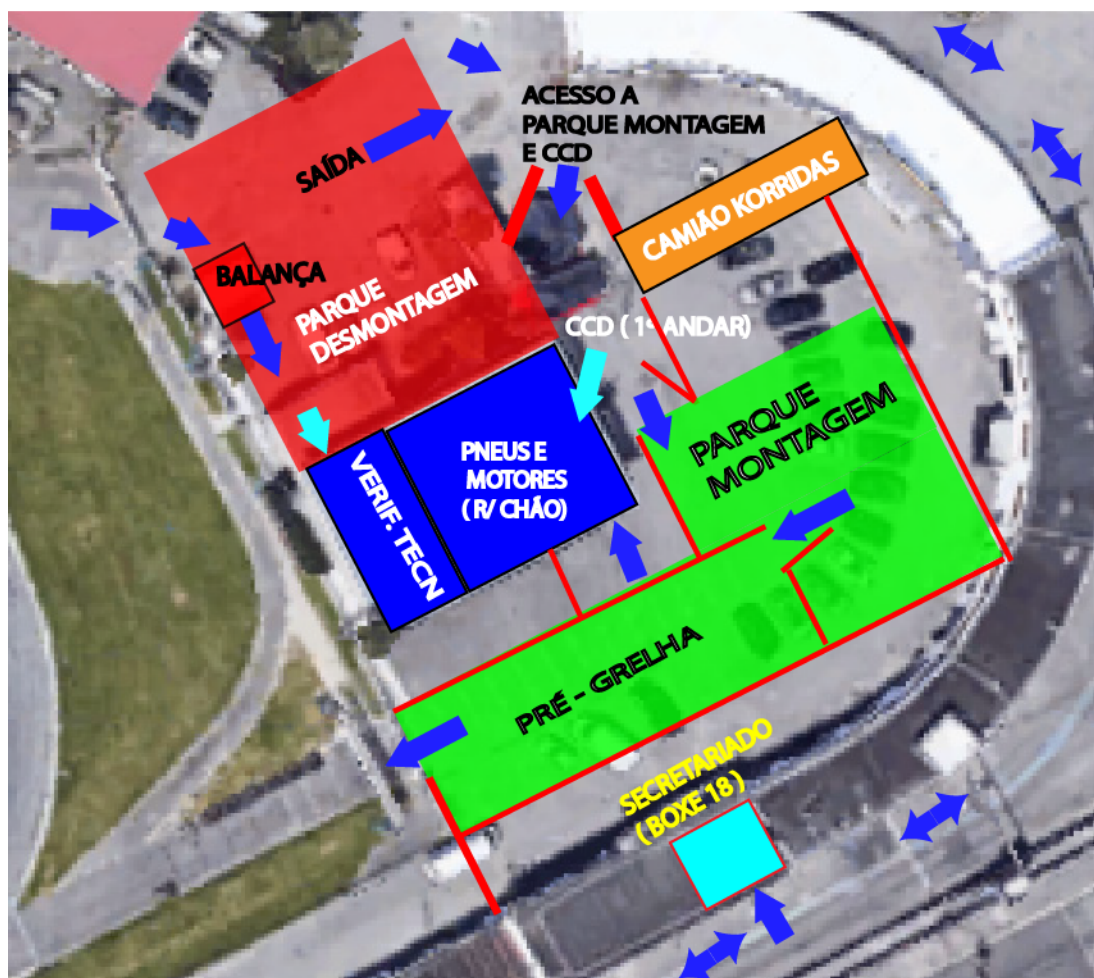 ACESSO A
PARQUE MONTAGEM
E CCD
SAÍDA
CAMIÃO KORRIDAS
BALANÇA
PARQUE
DESMONTAGEM
CCD ( 1º ANDAR)
PARQUE
MONTAGEM
PNEUS E
MOTORES
( R/ CHÃO)
VERIF. TECN
PRÉ - GRELHA
SECRETARIADO
( BOXE 18 )